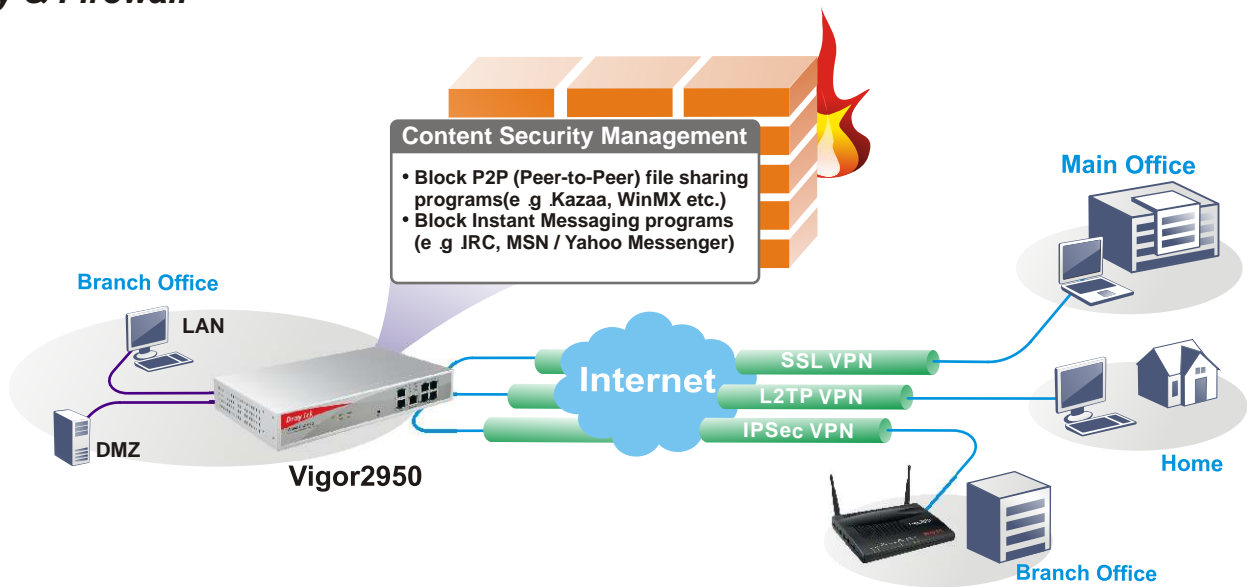 & Firewall
Content Security Management
• Block P2P (Peer-to-Peer) file sharing
programs(e .g .Kazaa, WinMX etc.)
• Block Instant Messaging programs
(e .g .IRC, MSN / Yahoo Messenger)
Main Office
Branch Office
LAN
SSL VPN
Internet
L2TP VPN
IPSec VPN
DrayTek
DMZ
Vigor2950
Home
Branch Office